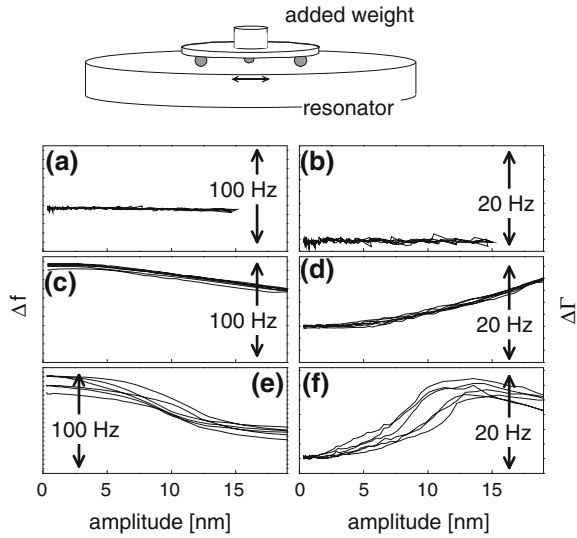 added weight
resonator
(a)
100 Hz
(b)
20 Hz
(c)
100 Hz
(d)
20 Hz
(e)
100 Hz
(f)
20 Hz
Δf
ΔΓ
0 5 10 15
0 5 10 15
amplitude [nm]
amplitude [nm]